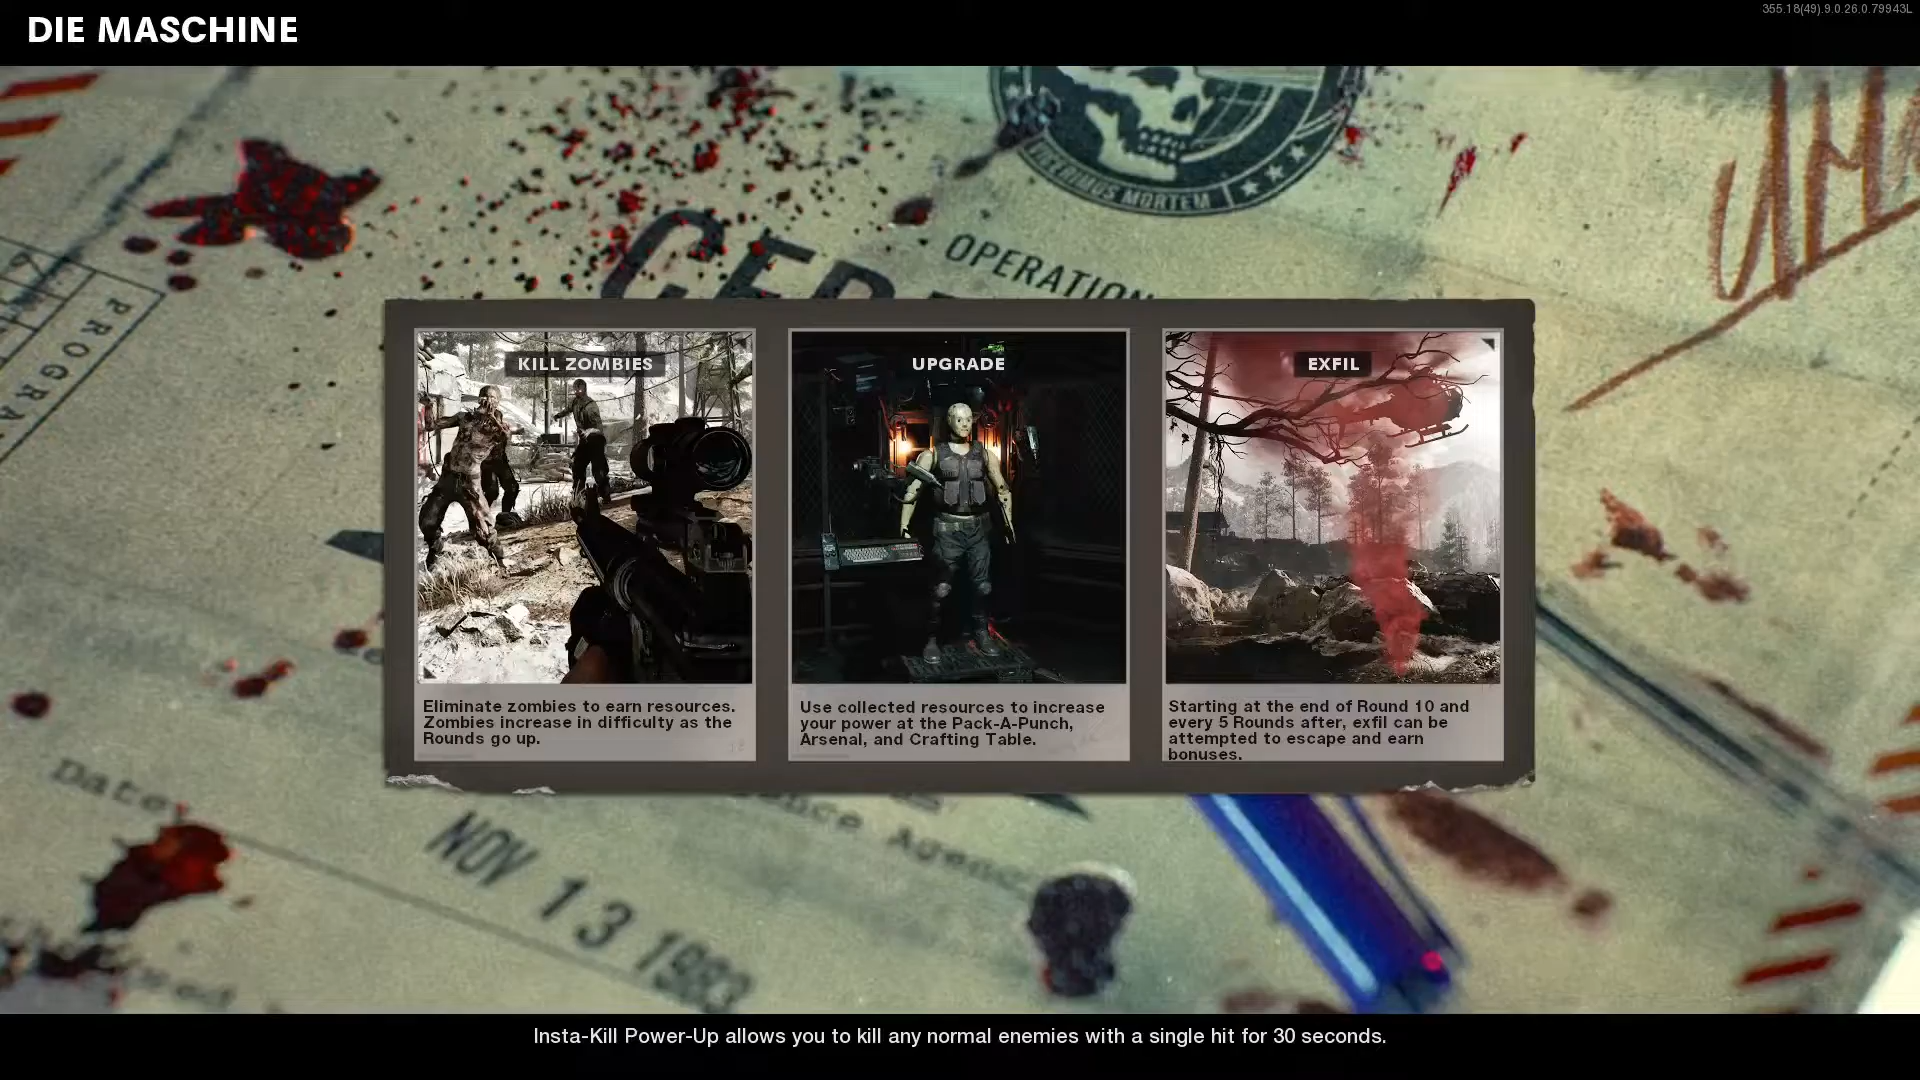 DIE MASCHINE
355.18(49).9.0.26.0.79943L
MORTEM
OPERATION
PROGRA
KILL ZOMBIES
UPGRADE
EXFIL
Eliminate zombies to earn resources.
Zombies increase in difficulty as the
Rounds go up.
Use collected resources to increase
your power at the Pack-A-Punch,
Arsenal, and Crafting Table.
Starting at the end of Round 10 and
every 5 Rounds after, exfil can be
attempted to escape and earn
bonuses.
Date
Agency
NOV 13 1983
Insta-Kill Power-Up allows you to kill any normal enemies with a single hit for 30 seconds.